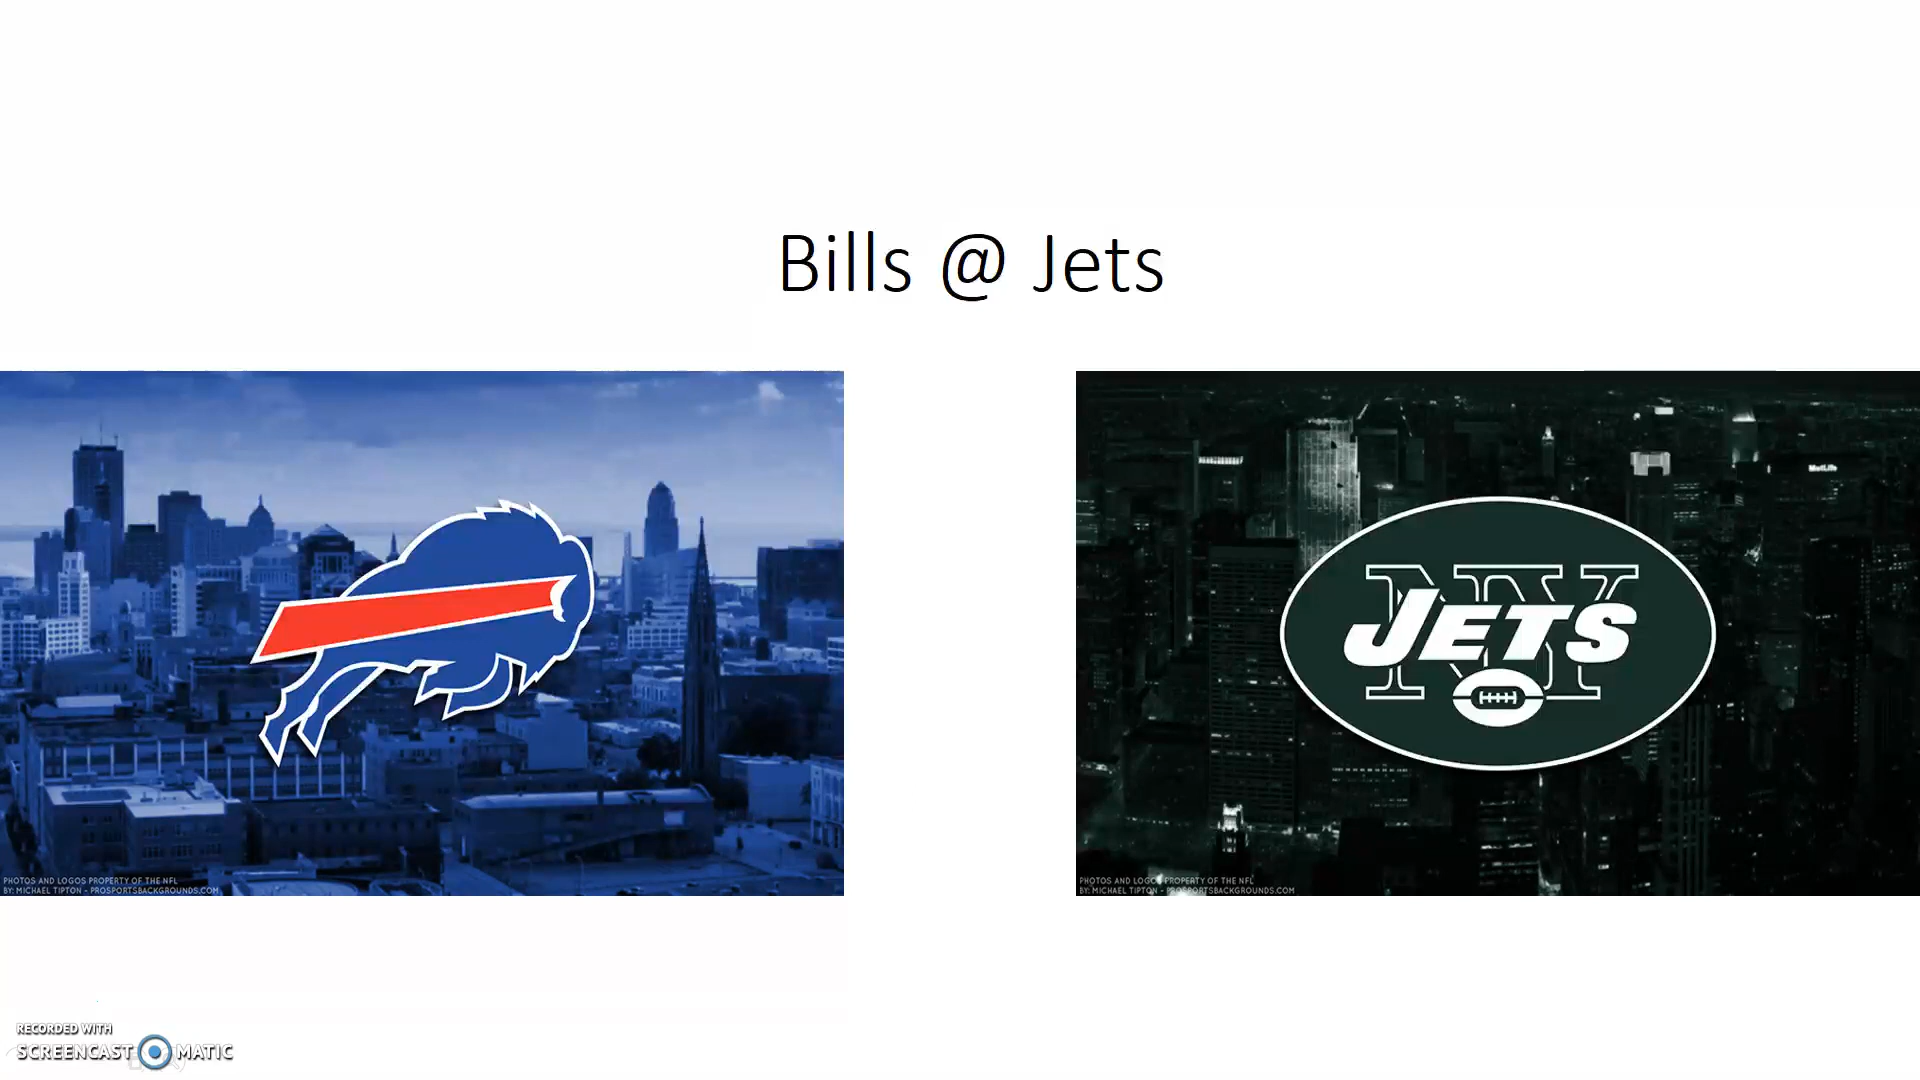 Bills @ Jets
MetLife
NY
JETS
PHOTOS AND LOGOS PROPERTY OF THE NFL
BY: MICHAEL TIPTON - PROSPORTSBACKGROUNDS.COM
PHOTOS AND LOGOS PROPERTY OF THE NFL
BY: MICHAEL TIPTON - PROSPORTSBACKGROUNDS.COM
RECORDED WITH
SCREENCAST MATIC